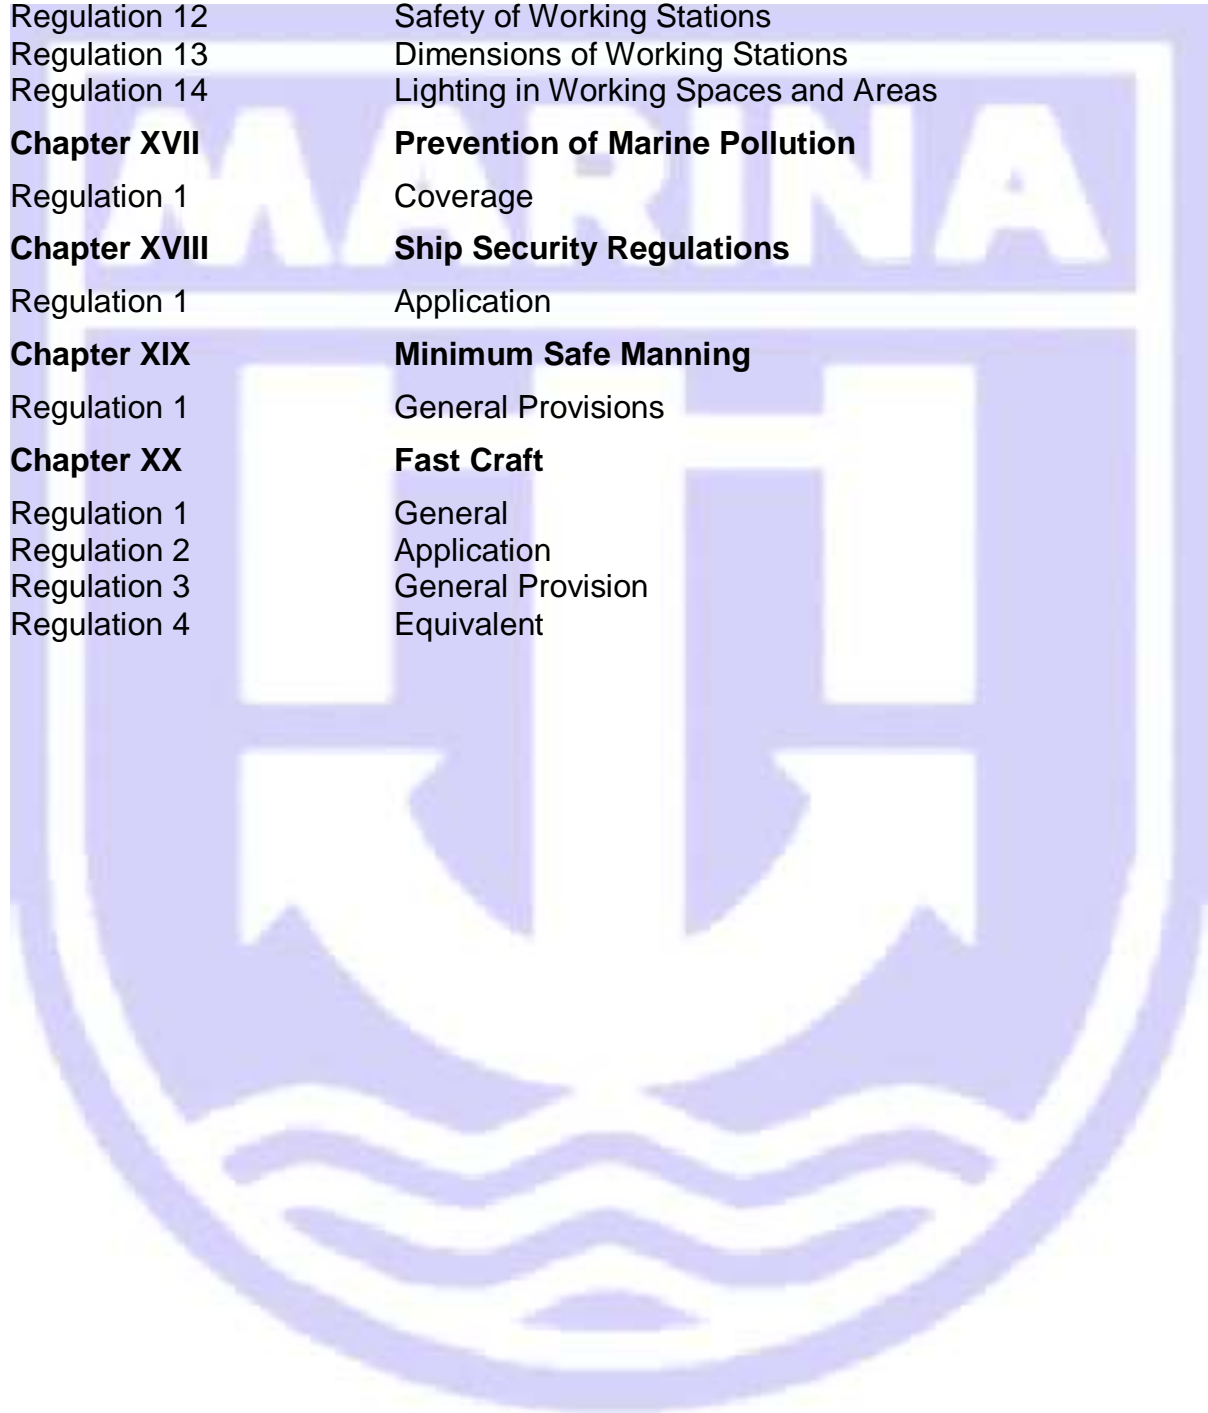 Regulation 12 Safety of Working Stations
Regulation 13 Dimensions of Working Stations
Regulation 14 Lighting in Working Spaces and Areas
Chapter XVII Prevention of Marine Pollution
Regulation 1 Coverage
Chapter XVIII Ship Security Regulations
Regulation 1 Application
Chapter XIX Minimum Safe Manning
Regulation 1 General Provisions
Chapter XX Fast Craft
Regulation 1 General
Regulation 2 Application
Regulation 3 General Provision
Regulation 4 Equivalent
MARINA